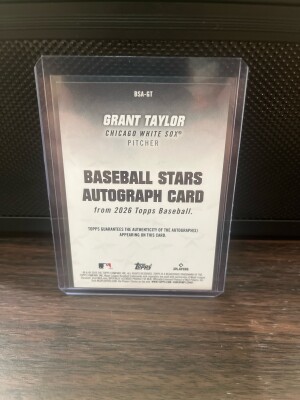 BSA-GT
GRANT TAYLOR
CHICAGO WHITE SOX®
PITCHER
BASEBALL STARS
AUTOGRAPH CARD
from 2026 Topps Baseball.
TOPPS GUARANTEES THE AUTHENTICITY OF THE AUTOGRAPH(S)
APPEARING ON THIS CARD.
Topps